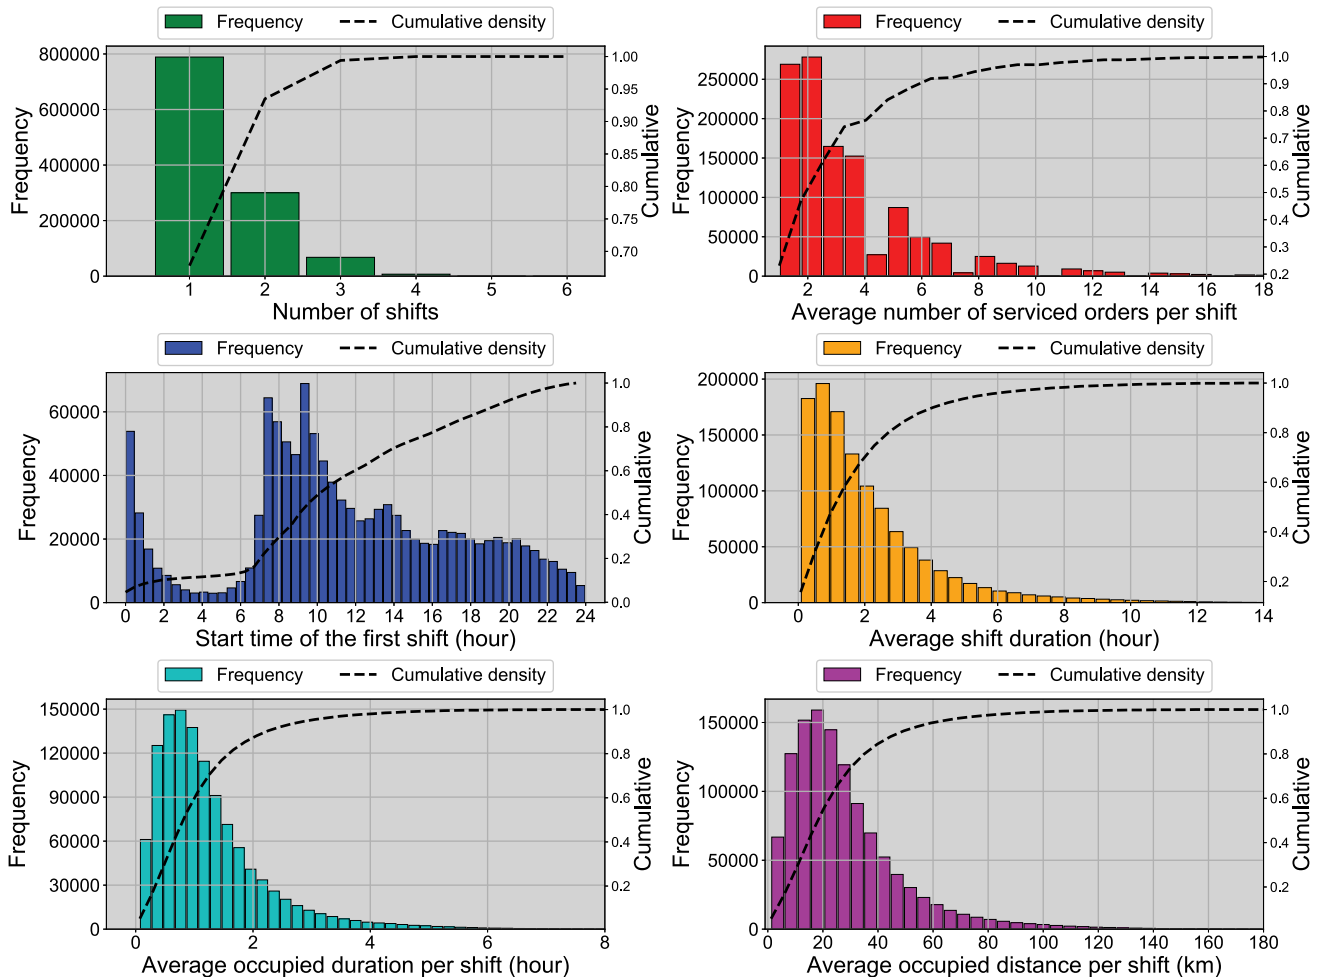 Frequency Cumulative density
800000
600000
400000
200000
0
1.00
0.95
0.90
0.85
0.80
0.75
0.70
1 2 3 4 5 6
Frequency
Cumulative
Number of shifts
Frequency Cumulative density
250000
200000
150000
100000
50000
0
1.0
0.9
0.8
0.7
0.6
0.5
0.4
0.3
0.2
2 4 6 8 10 12 14 16 18
Frequency
Cumulative
Average number of serviced orders per shift
Frequency Cumulative density
60000
40000
20000
0
1.0
0.8
0.6
0.4
0.2
0.0
0 2 4 6 8 10 12 14 16 18 20 22 24
Frequency
Cumulative
Start time of the first shift (hour)
Frequency Cumulative density
200000
150000
100000
50000
0
1.0
0.8
0.6
0.4
0.2
0 2 4 6 8 10 12 14
Frequency
Cumulative
Average shift duration (hour)
Frequency Cumulative density
150000
120000
90000
60000
30000
0
1.0
0.8
0.6
0.4
0.2
0 2 4 6 8
Frequency
Cumulative
Average occupied duration per shift (hour)
Frequency Cumulative density
150000
100000
50000
0
1.0
0.8
0.6
0.4
0.2
0 20 40 60 80 100 120 140 160 180
Frequency
Cumulative
Average occupied distance per shift (km)